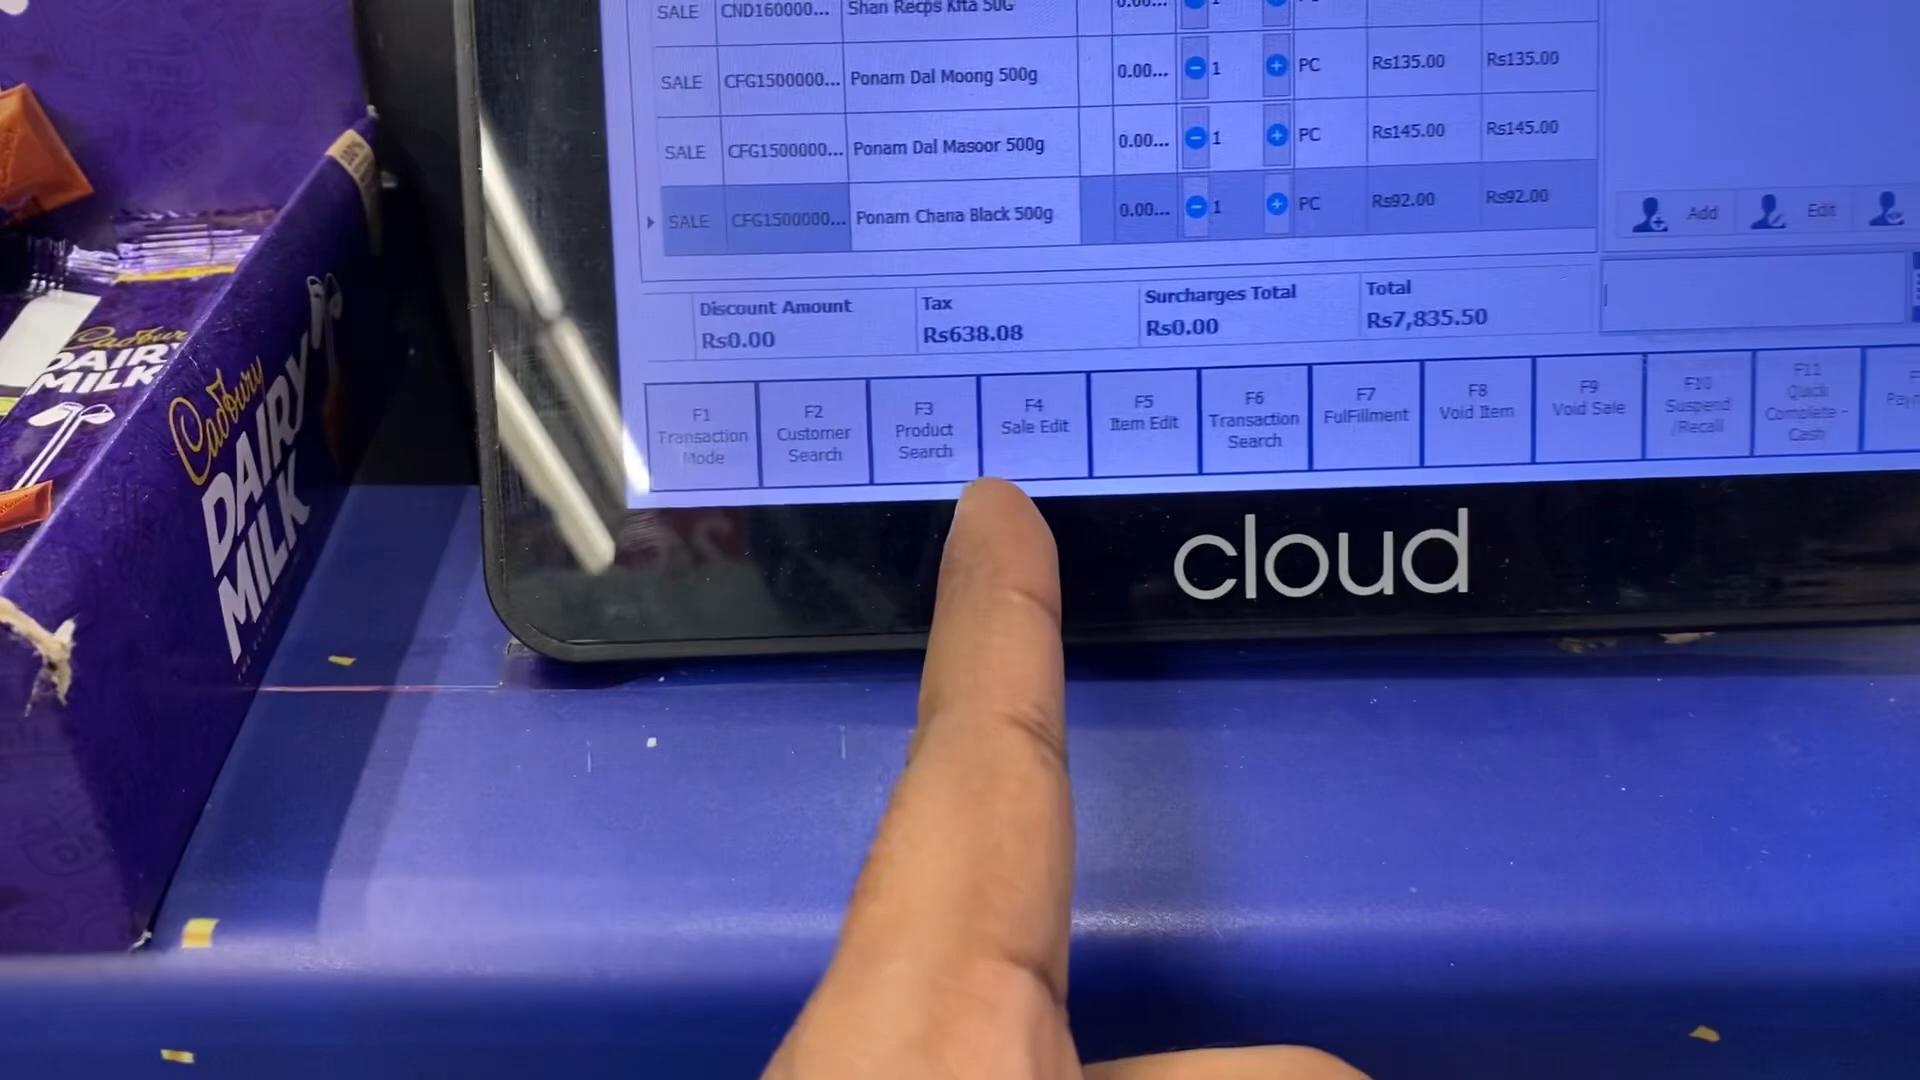 SALE CND160000... Shan Recps Kita 50G
SALE CFG1500000... Ponam Dal Moong 500g 0.00... 1 PC Rs135.00 Rs135.00
SALE CFG1500000... Ponam Dal Masoor 500g 0.00... 1 PC Rs145.00 Rs145.00
SALE CFG1500000... Ponam Chana Black 500g 0.00... 1 PC Rs92.00 Rs92.00
Add Edit
Discount Amount Tax Surcharges Total Total
Rs0.00 Rs638.08 Rs0.00 Rs7,835.50
F1
Transaction
Mode
F2
Customer
Search
F3
Product
Search
F4
Sale Edit
F5
Item Edit
F6
Transaction
Search
F7
FulFillment
F8
Void Item
F9
Void Sale
F10
Suspend
/Recall
F11
Quick
Complete -
Cash
cloud
Cadbury
DAIRY
MILK
Cadbury
DAIRY
MILK